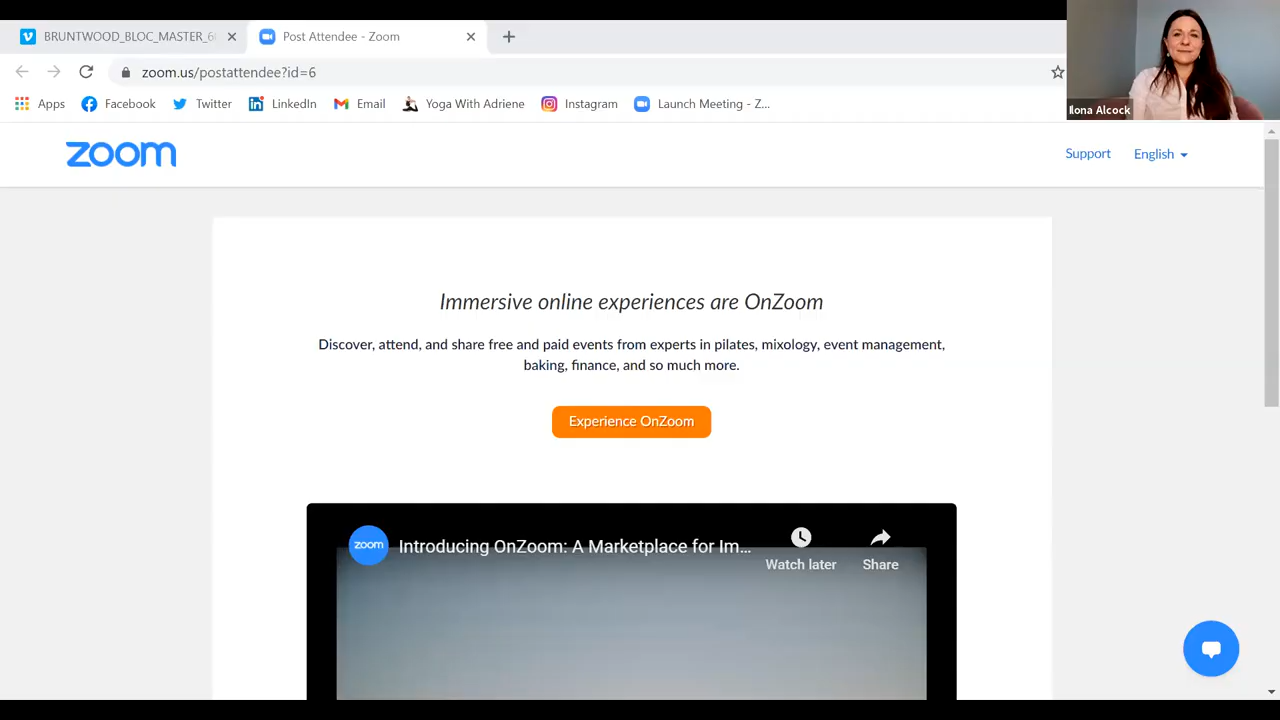 BRUNTWOOD_BLOC_MASTER_6
Post Attendee - Zoom
zoom.us/postattendee?id=6
Apps
Facebook
Twitter
LinkedIn
Email
Yoga With Adriene
Instagram
Launch Meeting - Z...
Ilona Alcock
zoom
Support
English
Immersive online experiences are OnZoom
Discover, attend, and share free and paid events from experts in pilates, mixology, event management,
baking, finance, and so much more.
Experience OnZoom
zoom
Introducing OnZoom: A Marketplace for Im...
Watch later
Share